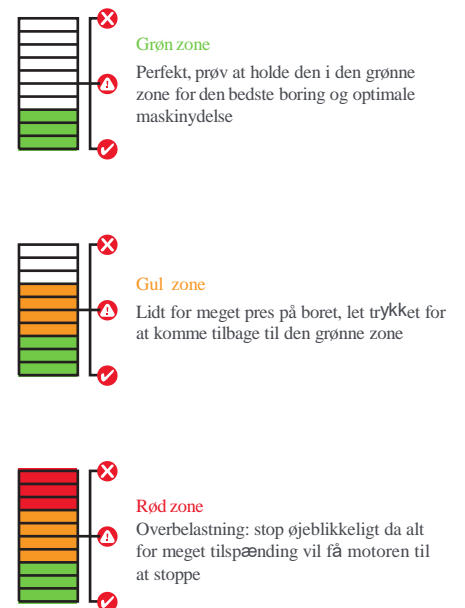 Grøn zone
Perfekt, prøv at holde den i den grønne
zone for den bedste boring og optimale
maskinydelse
Gul zone
Lidt for meget pres på boret, let trykket for
at komme tilbage til den grønne zone
Rød zone
Overbelastning: stop øjeblikkeligt da alt
for meget tilspænding vil få motoren til
at stoppe